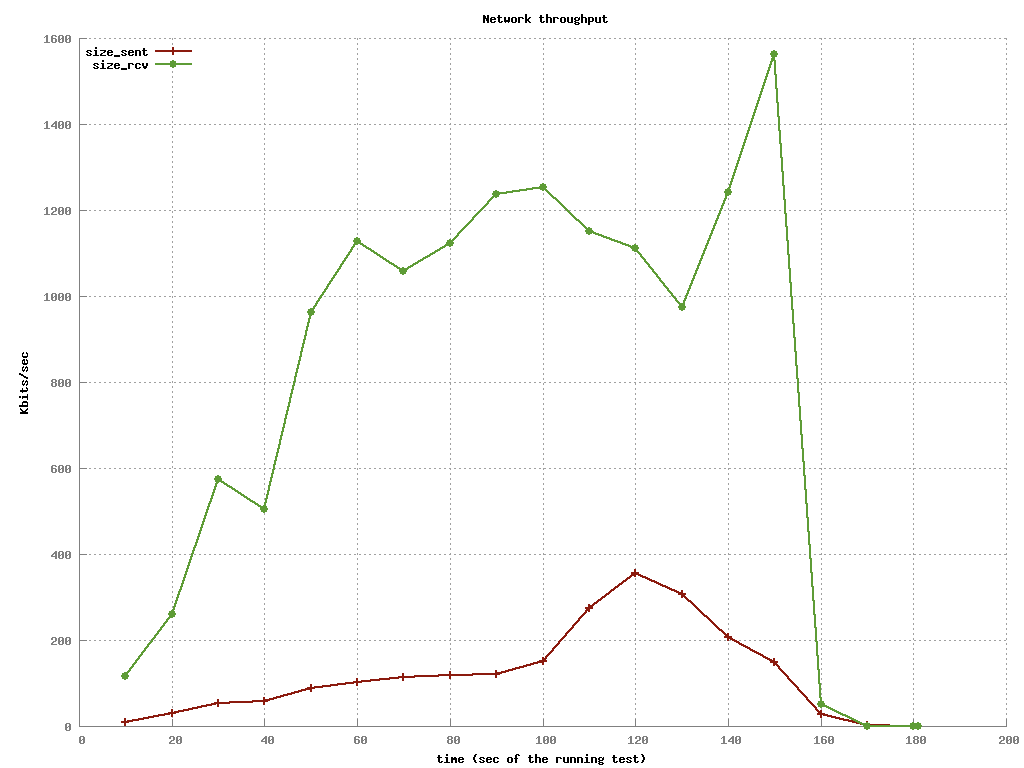 Network throughput
size_sent
size_rcv
1600
1400
1200
1000
800
600
400
200
0
Kbits/sec
0 20 40 60 80 100 120 140 160 180 200
time (sec of the running test)